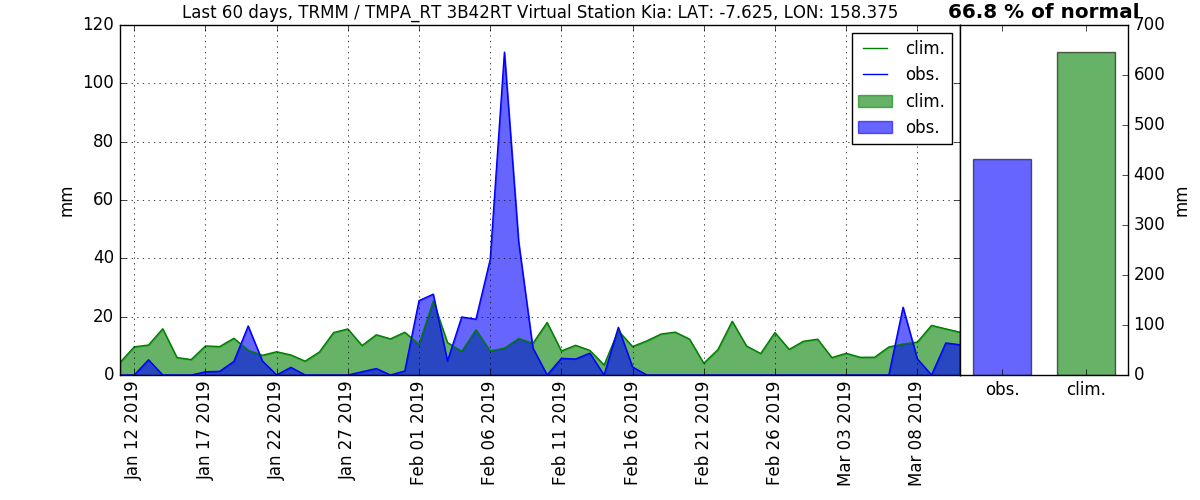 Last 60 days, TRMM / TMPA_RT 3B42RT Virtual Station Kia: LAT: -7.625, LON: 158.375
66.8 % of normal
120
100
80
60
40
20
0
mm
clim.
obs.
clim.
obs.
700
600
500
400
300
200
100
0
mm
Jan 12 2019
Jan 17 2019
Jan 22 2019
Jan 27 2019
Feb 01 2019
Feb 06 2019
Feb 11 2019
Feb 16 2019
Feb 21 2019
Feb 26 2019
Mar 03 2019
Mar 08 2019
obs.
clim.